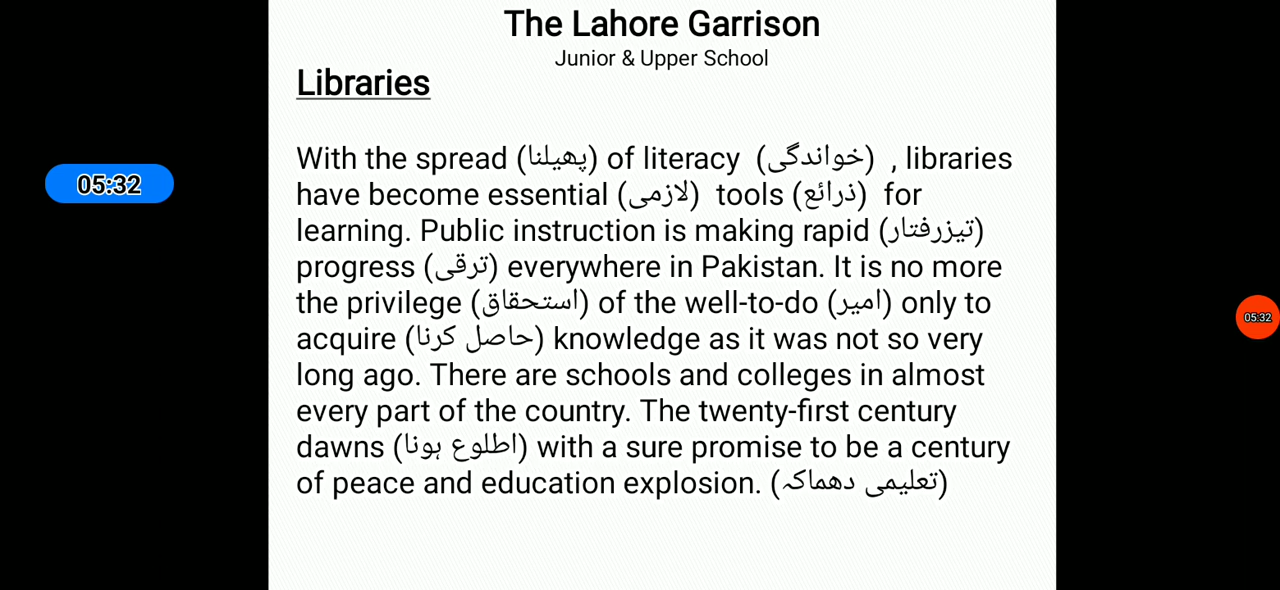 The Lahore Garrison
Junior & Upper School
Libraries
With the spread (پھیلنا) of literacy (خواندگی) , libraries
have become essential (لازمی) tools (ذرائع) for
learning. Public instruction is making rapid (تیزرفتار)
progress (ترقی) everywhere in Pakistan. It is no more
the privilege (استحقاق) of the well-to-do (امیر) only to
acquire (حاصل کرنا) knowledge as it was not so very
long ago. There are schools and colleges in almost
every part of the country. The twenty-first century
dawns (اطلوع ہونا) with a sure promise to be a century
of peace and education explosion. (تعلیمی دھماکہ)
05:32
05:32